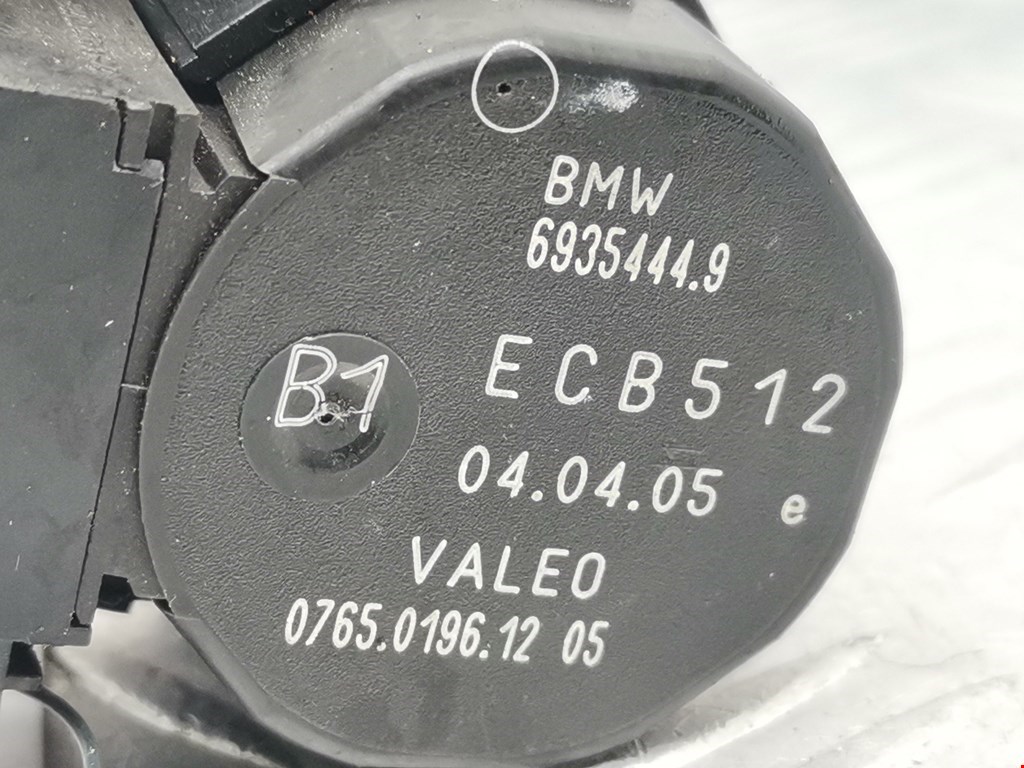 BMW
6935444.9
B1
ECB512
04.04.05 e
VALEO
0765.0196.12 05